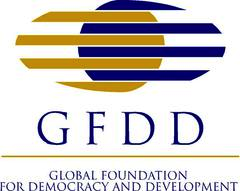 GFDD
GLOBAL FOUNDATION
FOR DEMOCRACY AND DEVELOPMENT